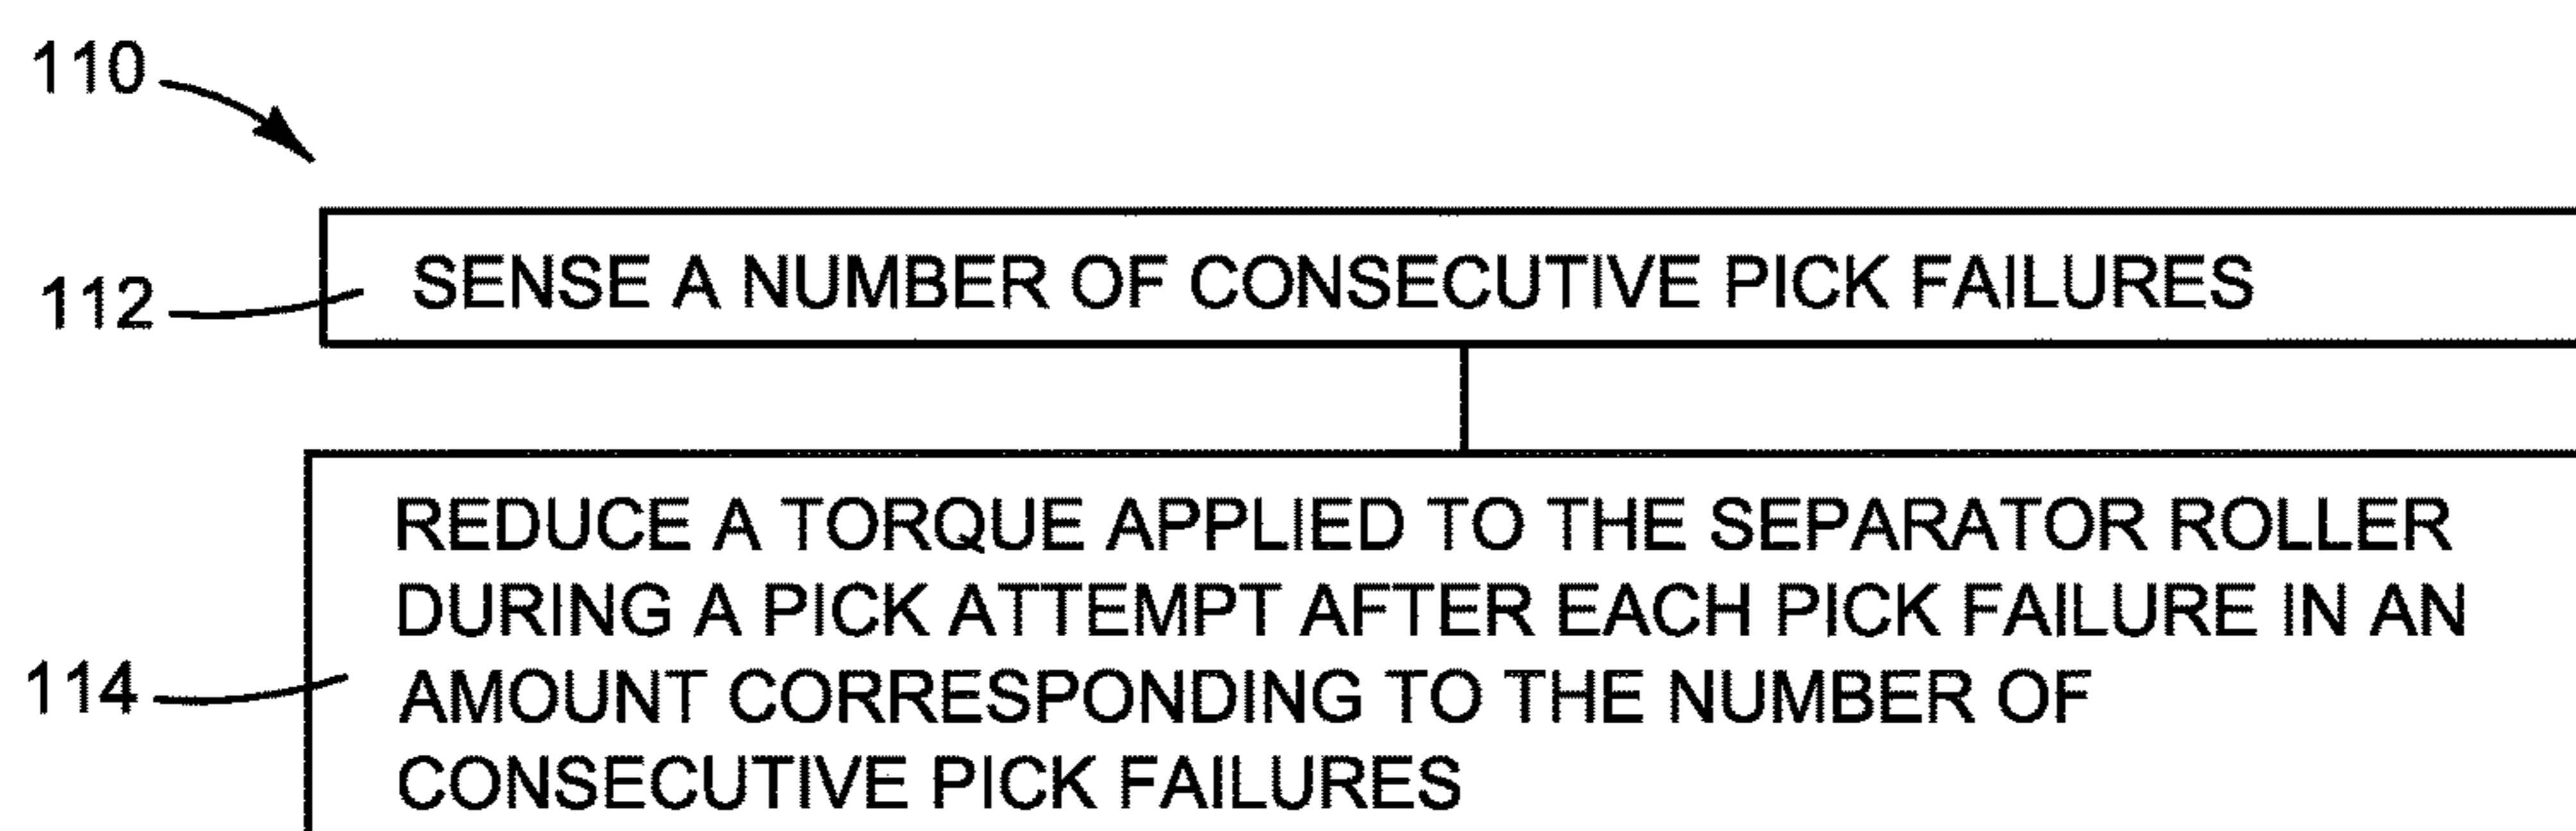 110
112
SENSE A NUMBER OF CONSECUTIVE PICK FAILURES
114
REDUCE A TORQUE APPLIED TO THE SEPARATOR ROLLER
DURING A PICK ATTEMPT AFTER EACH PICK FAILURE IN AN
AMOUNT CORRESPONDING TO THE NUMBER OF
CONSECUTIVE PICK FAILURES